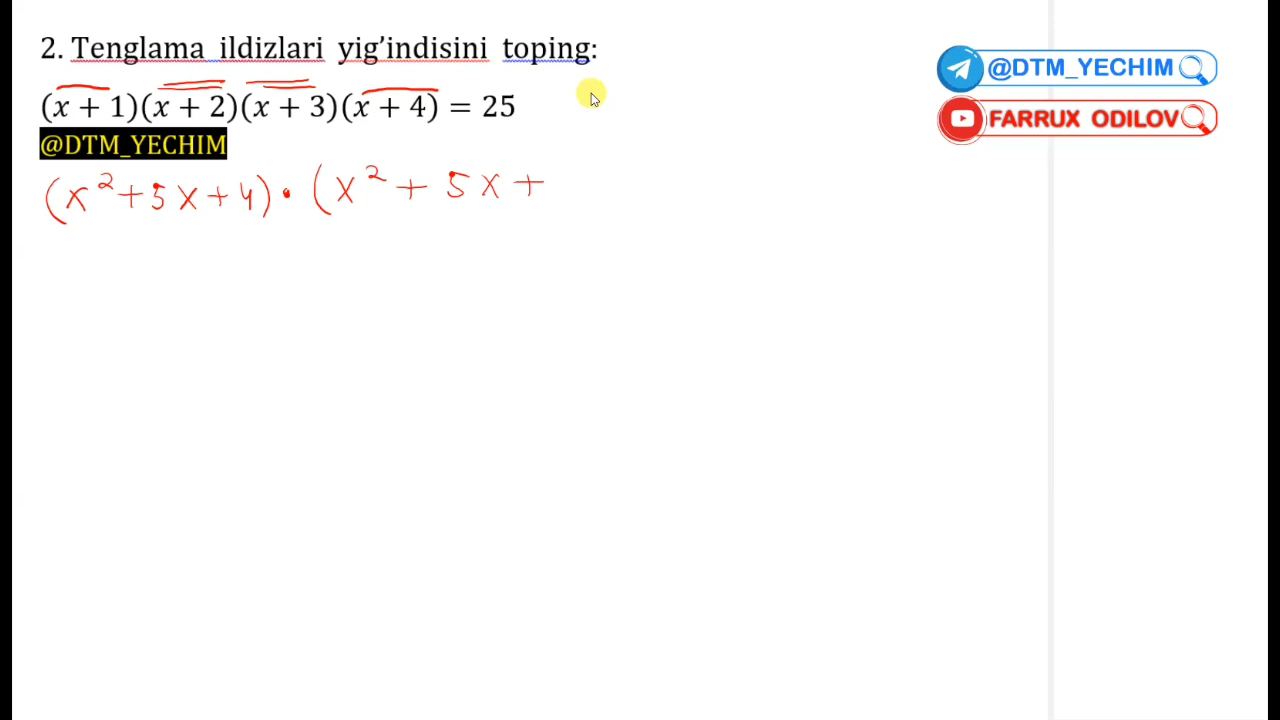 2. Tenglama ildizlari yig’indisini toping:
(x + 1)(x + 2)(x + 3)(x + 4) = 25
@DTM_YECHIM
(x²+5x+4)·(x² + 5x +
@DTM_YECHIM
FARRUX ODILOV